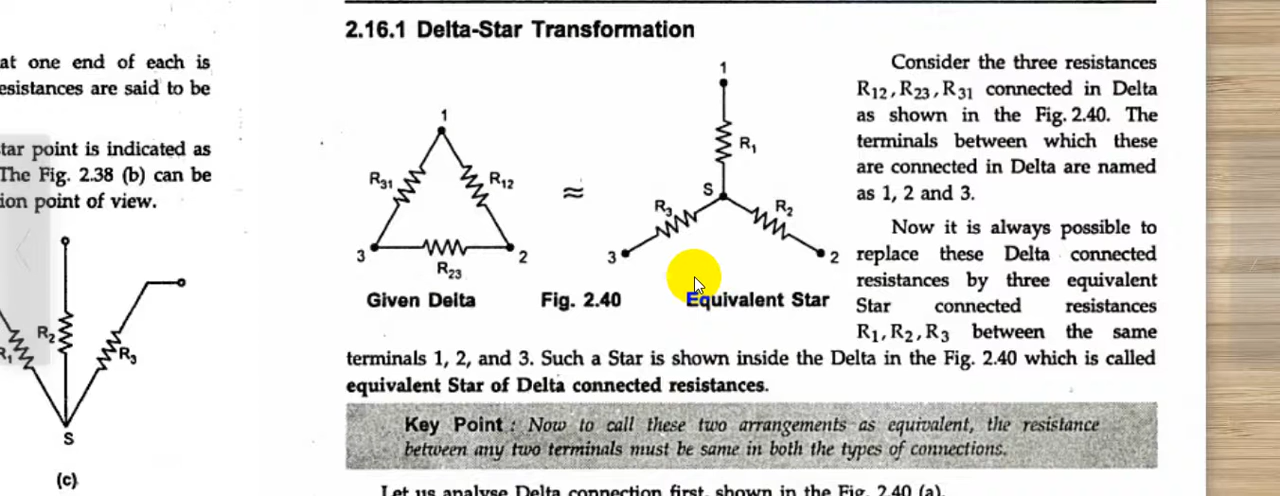 at one end of each is
esistances are said to be
tar point is indicated as
The Fig. 2.38 (b) can be
ion point of view.
R2
R1
R3
S
(c)
2.16.1 Delta-Star Transformation
1
R31
R12
3
2
R23
≈
1
R1
S
R3
R2
3
2
Given Delta
Fig. 2.40
Equivalent Star
Consider the three resistances
R12, R23, R31 connected in Delta
as shown in the Fig. 2.40. The
terminals between which these
are connected in Delta are named
as 1, 2 and 3.
Now it is always possible to
replace these Delta connected
resistances by three equivalent
Star connected resistances
R1, R2, R3 between the same
terminals 1, 2, and 3. Such a Star is shown inside the Delta in the Fig. 2.40 which is called
equivalent Star of Delta connected resistances.
Key Point : Now to call these two arrangements as equivalent, the resistance
between any two terminals must be same in both the types of connections.
Let us analyse Delta connection first, shown in the Fig. 2.40 (a).